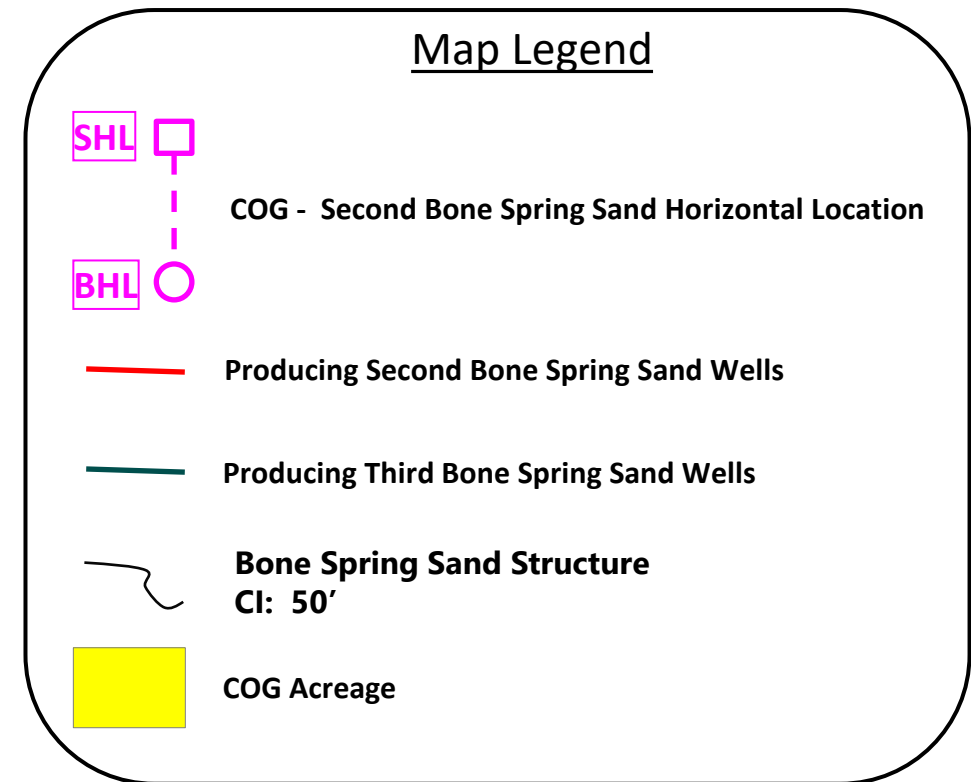 Map Legend
SHL
COG -  Second Bone Spring Sand Horizontal Location
BHL
Producing Second Bone Spring Sand Wells
Producing Third Bone Spring Sand Wells
Bone Spring Sand Structure
CI:  50’
COG Acreage